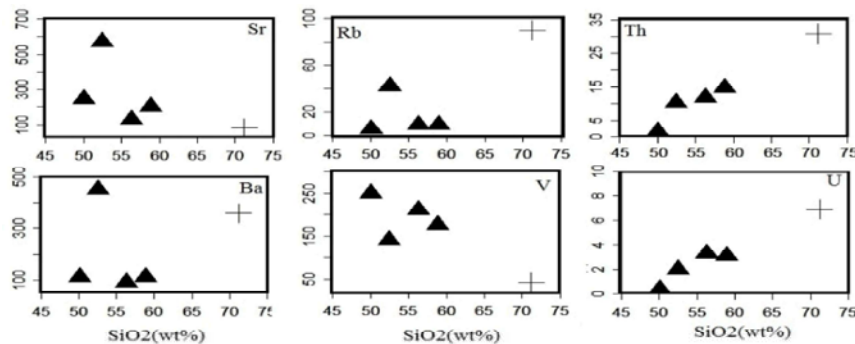 Sr
100 300 500 700
45 50 55 60 65 70 75
Rb
0 20 60 100
45 50 55 60 65 70 75
Th
0 5 15 25 35
45 50 55 60 65 70 75
Ba
100 300 500
45 50 55 60 65 70 75
SiO2(wt%)
V
50 150 250
45 50 55 60 65 70 75
SiO2(wt%)
U
0 2 4 6 8 10
45 50 55 60 65 70 75
SiO2(wt%)